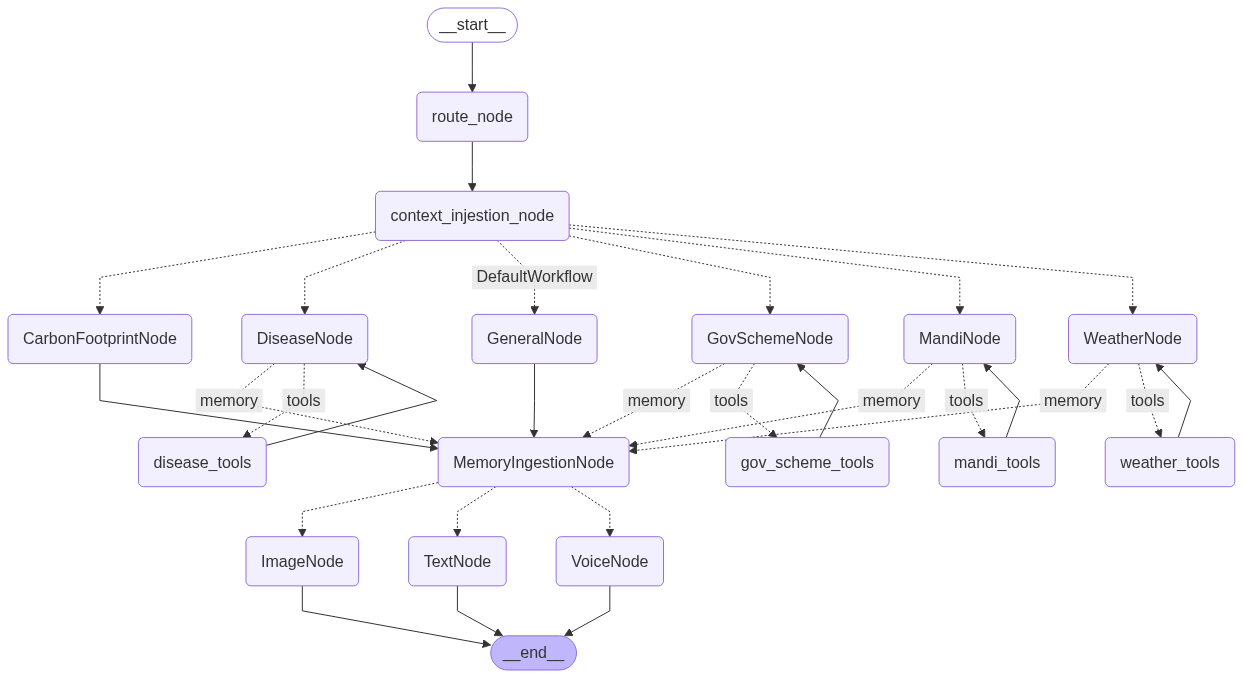 __start__
route_node
context_injestion_node
DefaultWorkflow
CarbonFootprintNode
DiseaseNode
GeneralNode
GovSchemeNode
MandiNode
WeatherNode
memory
tools
memory
tools
memory
tools
memory
tools
disease_tools
MemoryIngestionNode
gov_scheme_tools
mandi_tools
weather_tools
ImageNode
TextNode
VoiceNode
__end__